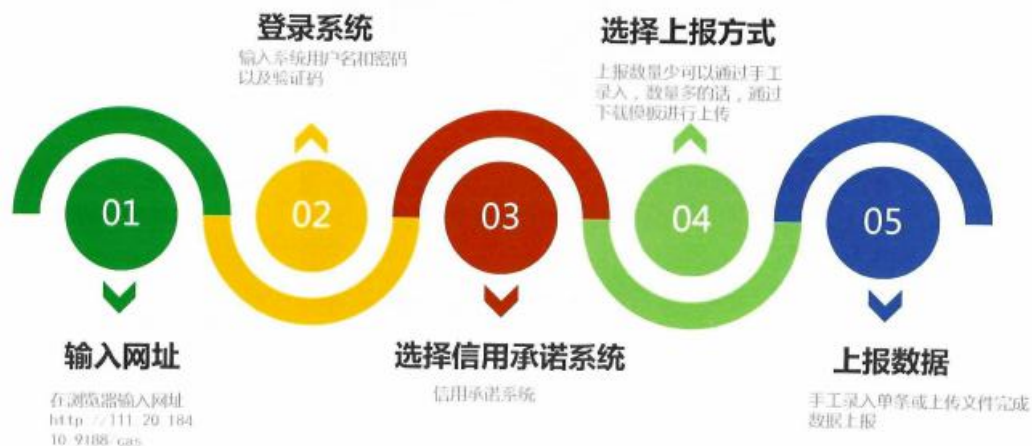 01
输入网址
在浏览器输入网址
http //111 20 184
10 9188 cas
02
登录系统
输入系统用户名和密码
以及验证码
03
选择信用承诺系统
信用承诺系统
04
选择上报方式
上报数量少可以通过手工
录入，数量多的话，通过
下载模板进行上传
05
上报数据
手工录入单条或上传文件完成
数据上报